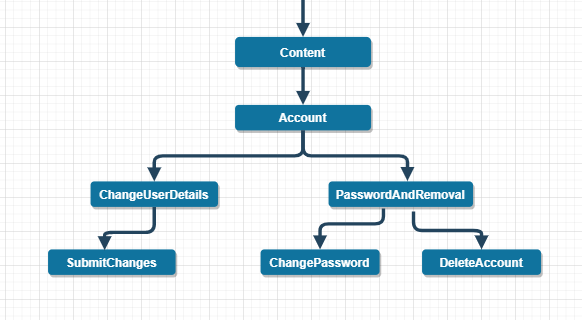 Content
Account
ChangeUserDetails
PasswordAndRemoval
SubmitChanges
ChangePassword
DeleteAccount